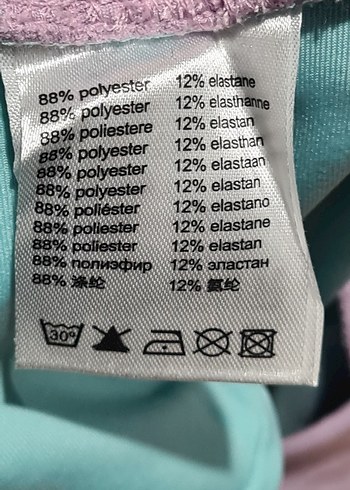 88% polyester 12% elastane
88% polyester 12% elasthanne
88% poliestere 12% elastan
88% polyester 12% elasthan
88% polyester 12% elastaan
88% polyester 12% elastan
88% poliéster 12% elastano
88% poliester 12% elastane
88% poliester 12% elastan
88% полиэфир 12% эластан
88% 涤纶 12% 氨纶
30°